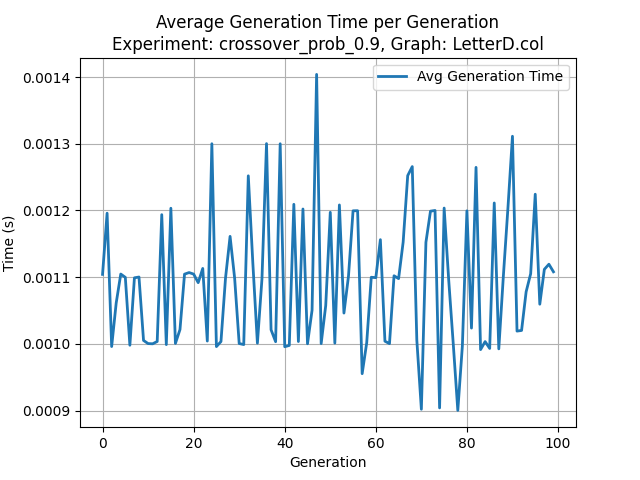 Average Generation Time per Generation
Experiment: crossover_prob_0.9, Graph: LetterD.col
Avg Generation Time
Time (s)
0.0014
0.0013
0.0012
0.0011
0.0010
0.0009
0 20 40 60 80 100
Generation